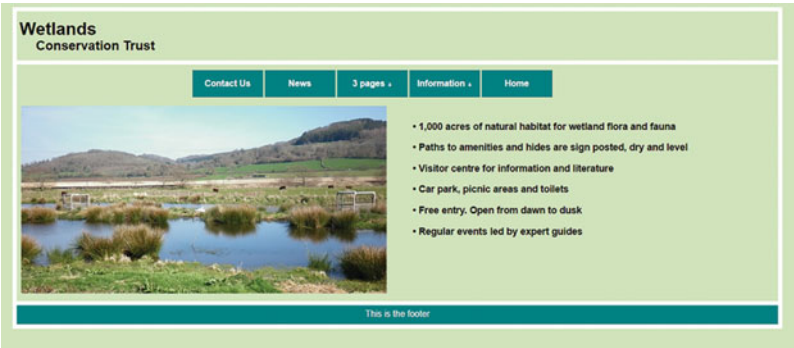 Wetlands
Conservation Trust
Contact Us News 3 pages Information Home
• 1,000 acres of natural habitat for wetland flora and fauna
• Paths to amenities and hides are sign posted, dry and level
• Visitor centre for information and literature
• Car park, picnic areas and toilets
• Free entry. Open from dawn to dusk
• Regular events led by expert guides
This is the footer